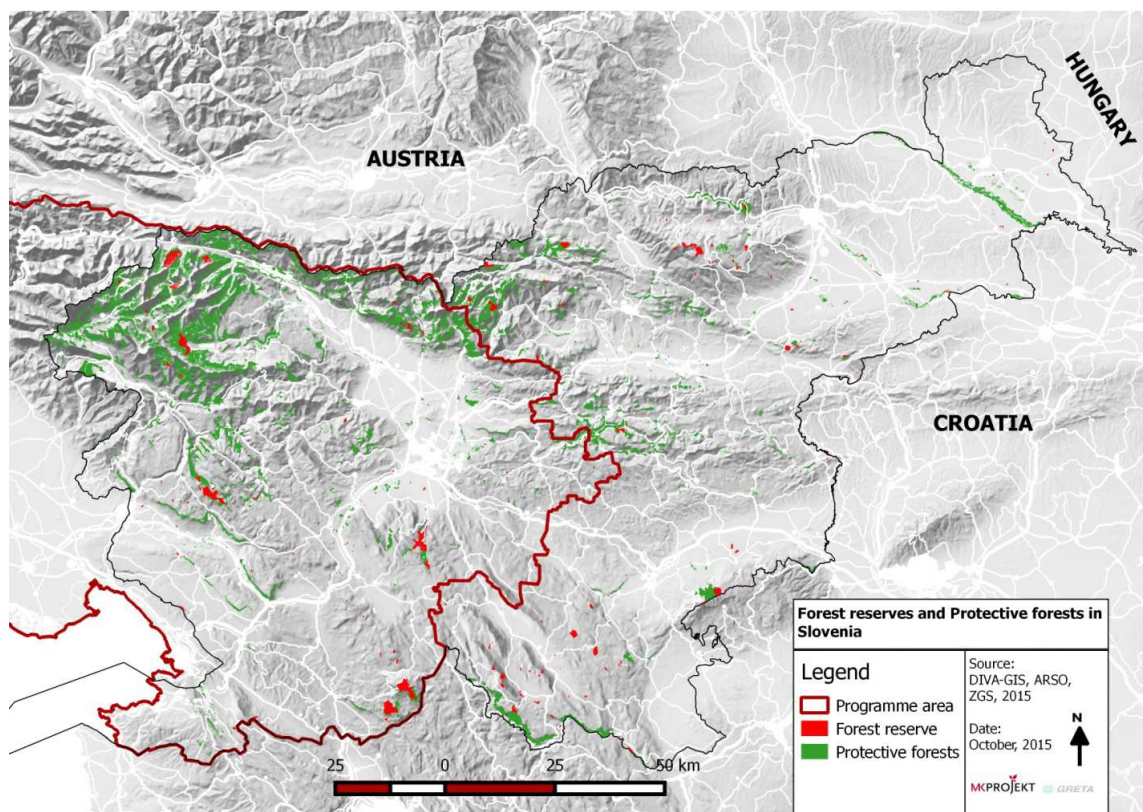 HUNGARY
AUSTRIA
CROATIA
Forest reserves and Protective forests in
Slovenia
Legend
Programme area
Forest reserve
Protective forests
Source:
DIVA-GIS, ARSO,
ZGS, 2015
Date:
October, 2015
N
MKPROJEKT GRETA
25 0 25 50 km